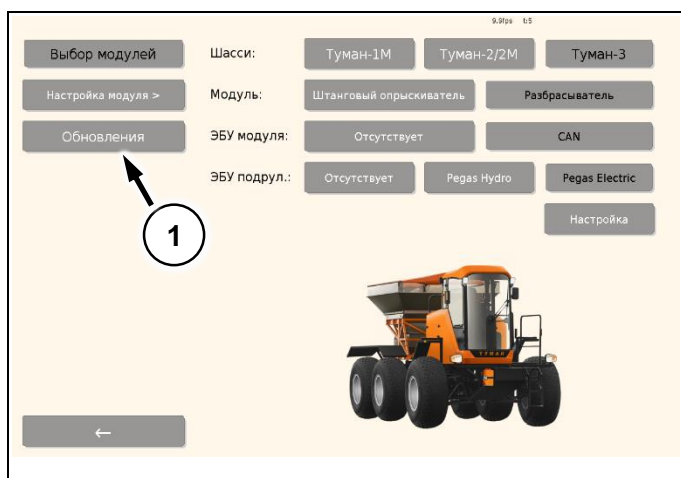 9.9fps t:5
Выбор модулей Шасси: Туман-1М Туман-2/2М Туман-3
Настройка модуля > Модуль: Штанговый опрыскиватель Разбрасыватель
Обновления ЭБУ модуля: Отсутствует CAN
ЭБУ подрул.: Отсутствует Pegas Hydro Pegas Electric
Настройка
1
ТУМАН
←